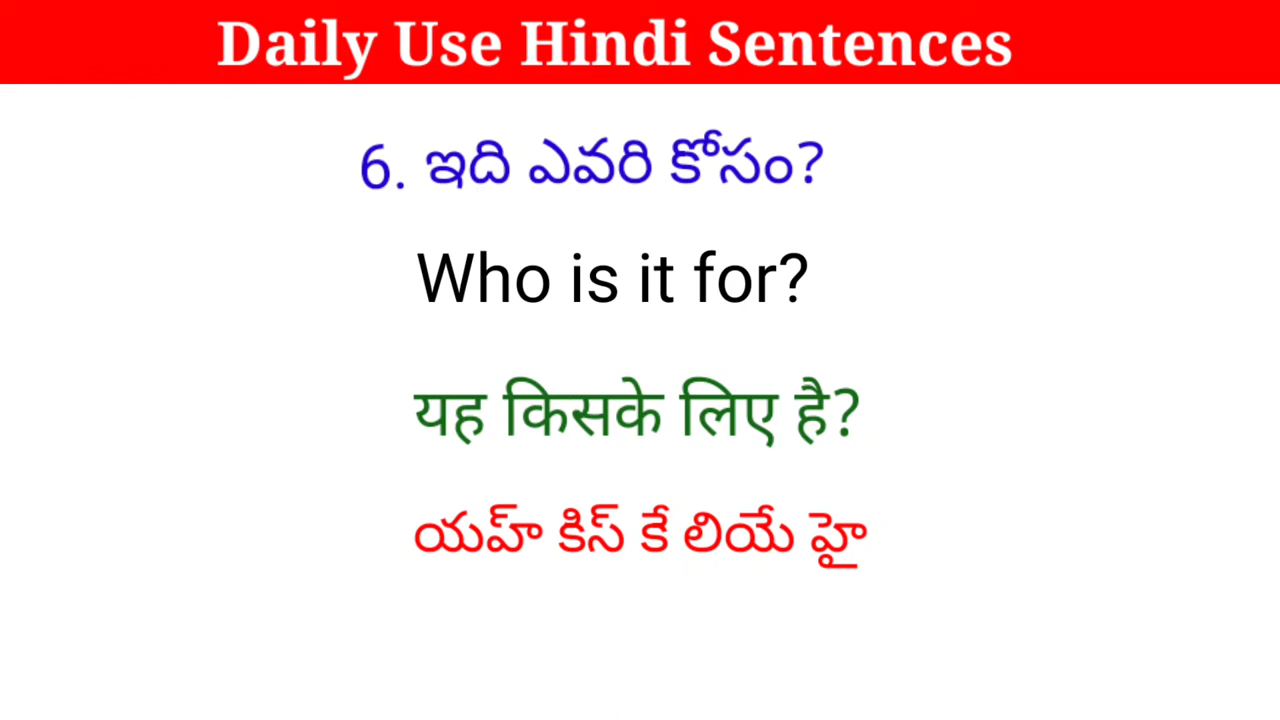 Daily Use Hindi Sentences
6. ఇది ఎవరి కోసం?
Who is it for?
यह किसके लिए है?
యహ్ కిస్ కే లియే హై